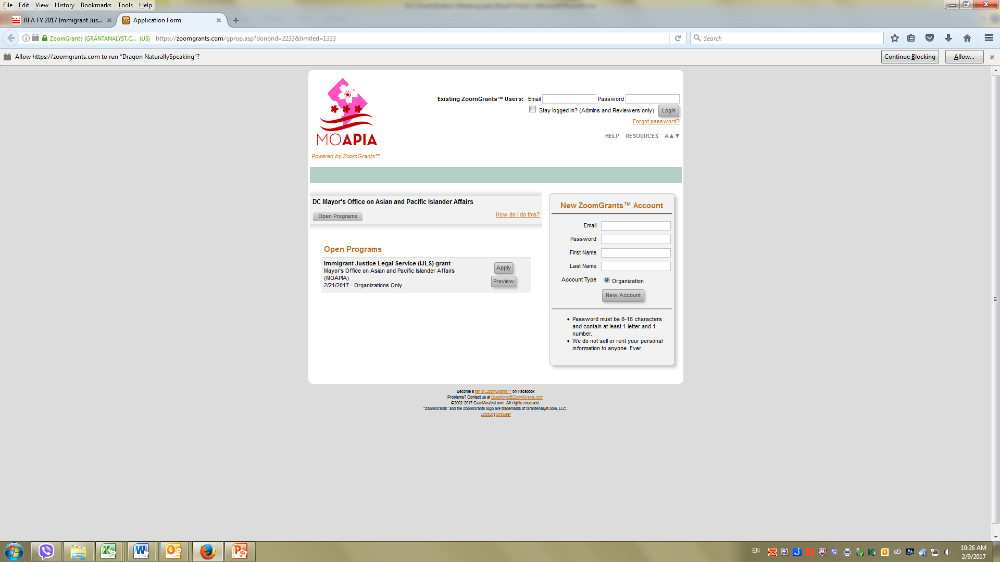 File Edit View History Bookmarks Tools Help
RFA FY 2017 Immigrant Jus...
Application Form
ZoomGrants (GRANTANALYST.C... (US)
https://zoomgrants.com/gprop.asp?donorid=2233&limited=1333
Search
Allow https://zoomgrants.com to run “Dragon NaturallySpeaking”?
Continue Blocking
Allow...
MOAPIA
Powered by ZoomGrants™
Existing ZoomGrants™ Users: Email Password
Stay logged in? (Admins and Reviewers only) Login
Forgot password?
HELP RESOURCES A▲▼
DC Mayor's Office on Asian and Pacific Islander Affairs
Open Programs
How do I do this?
Open Programs
Immigrant Justice Legal Service (IJLS) grant
Mayor's Office on Asian and Pacific Islander Affairs
(MOAPIA)
2/21/2017 - Organizations Only
Apply
Preview
New ZoomGrants™ Account
Email
Password
First Name
Last Name
Account Type Organization
New Account
• Password must be 8-16 characters
and contain at least 1 letter and 1
number.
• We do not sell or rent your personal
information to anyone. Ever.
Become a fan of ZoomGrants™ on Facebook
Problems? Contact us at Questions@ZoomGrants.com
©2002-2017 GrantAnalyst.com. All rights reserved.
"ZoomGrants" and the ZoomGrants logo are trademarks of GrantAnalyst.com, LLC.
Logout | Browser
EN
10:26 AM
2/9/2017